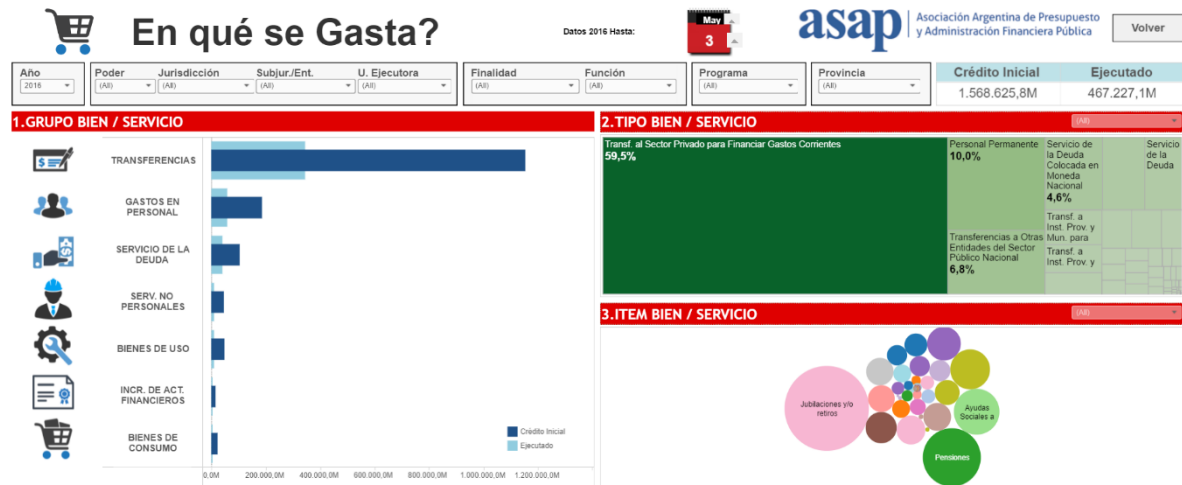 En qué se Gasta?
Datos 2016 Hasta:
May
3
asap
Asociación Argentina de Presupuesto
y Administración Financiera Pública
Volver
Año
2016
Poder
(All)
Jurisdicción
(All)
Subjur./Ent.
(All)
U. Ejecutora
(All)
Finalidad
(All)
Función
(All)
Programa
(All)
Provincia
(All)
Crédito Inicial
1.568.625,8M
Ejecutado
467.227,1M
1.GRUPO BIEN / SERVICIO
TRANSFERENCIAS
GASTOS EN
PERSONAL
SERVICIO DE LA
DEUDA
SERV. NO
PERSONALES
BIENES DE USO
INCR. DE ACT.
FINANCIEROS
BIENES DE
CONSUMO
Crédito Inicial
Ejecutado
0,0M
200.000,0M
400.000,0M
600.000,0M
800.000,0M
1.000.000,0M
1.200.000,0M
2.TIPO BIEN / SERVICIO
(All)
Transf. al Sector Privado para Financiar Gastos Corrientes
59,5%
Personal Permanente
10,0%
Transferencias a Otras
Entidades del Sector
Público Nacional
6,8%
Servicio de
la Deuda
Colocada en
Moneda
Nacional
4,6%
Transf. a
Inst. Prov. y
Mun. para
Transf. a
Inst. Prov. y
Servicio
de la
Deuda
3.ITEM BIEN / SERVICIO
(All)
Jubilaciones y/o
retiros
Ayudas
Sociales a
Pensiones